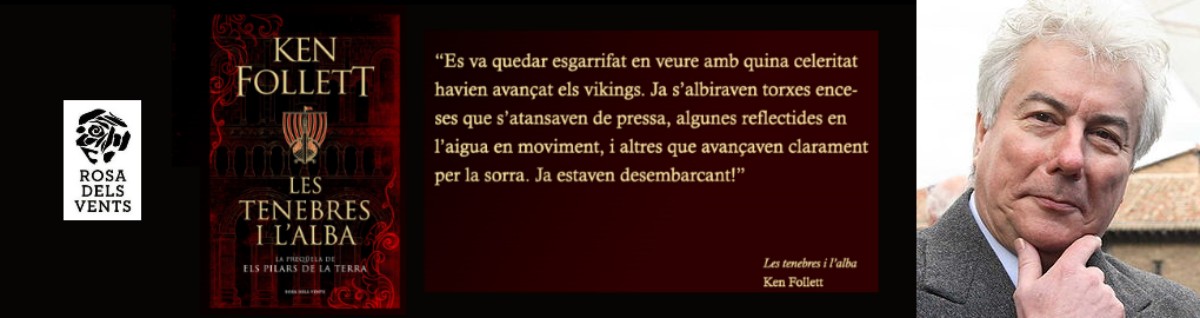 ROSA
DELS
VENTS
KEN
FOLLETT
LES
TENEBRES
I L'ALBA
LA PREQÜELA DE
ELS PILARS DE LA TERRA
ROSA DELS VENTS
“Es va quedar esgarrifat en veure amb quina celeritat
havien avançat els vikings. Ja s’albiraven torxes ence-
ses que s’atansaven de pressa, algunes reflectides en
l’aigua en moviment, i altres que avançaven clarament
per la sorra. Ja estaven desembarcant!”
Les tenebres i l’alba
Ken Follett